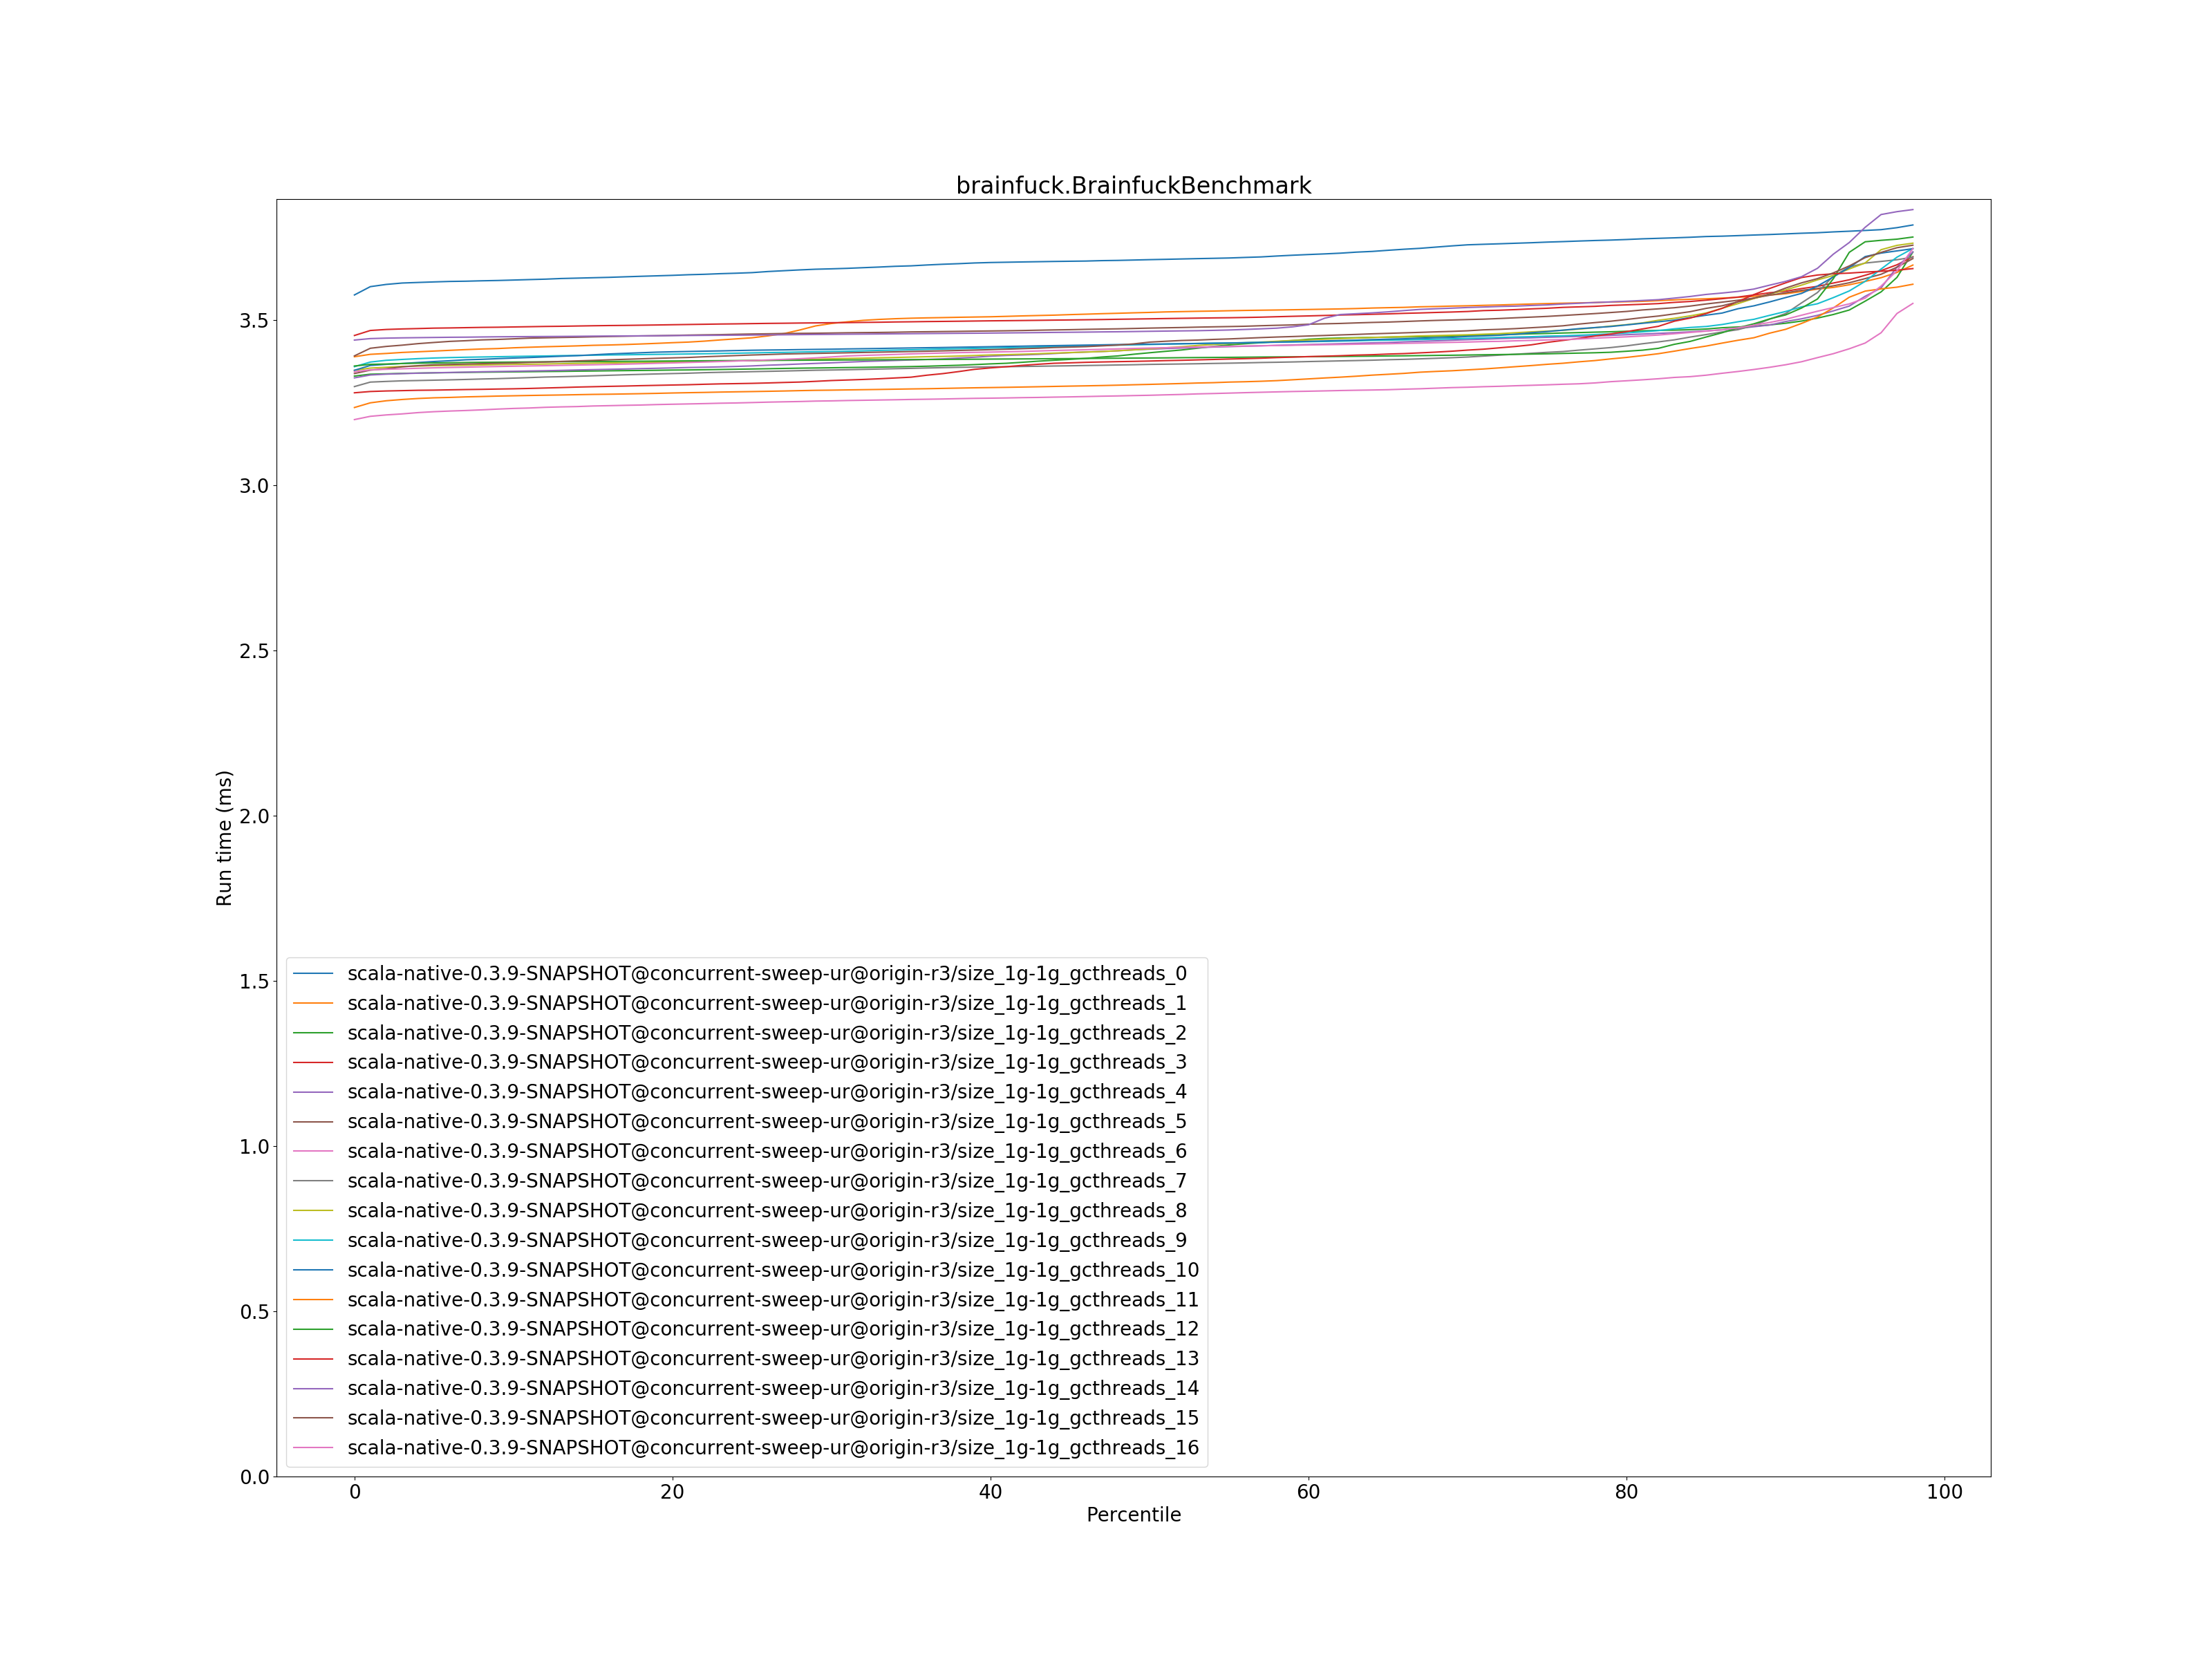 brainfuck.BrainfuckBenchmark
3.5
3.0
2.5
2.0
1.5
1.0
0.5
0.0
Run time (ms)
scala-native-0.3.9-SNAPSHOT@concurrent-sweep-ur@origin-r3/size_1g-1g_gcthreads_0
scala-native-0.3.9-SNAPSHOT@concurrent-sweep-ur@origin-r3/size_1g-1g_gcthreads_1
scala-native-0.3.9-SNAPSHOT@concurrent-sweep-ur@origin-r3/size_1g-1g_gcthreads_2
scala-native-0.3.9-SNAPSHOT@concurrent-sweep-ur@origin-r3/size_1g-1g_gcthreads_3
scala-native-0.3.9-SNAPSHOT@concurrent-sweep-ur@origin-r3/size_1g-1g_gcthreads_4
scala-native-0.3.9-SNAPSHOT@concurrent-sweep-ur@origin-r3/size_1g-1g_gcthreads_5
scala-native-0.3.9-SNAPSHOT@concurrent-sweep-ur@origin-r3/size_1g-1g_gcthreads_6
scala-native-0.3.9-SNAPSHOT@concurrent-sweep-ur@origin-r3/size_1g-1g_gcthreads_7
scala-native-0.3.9-SNAPSHOT@concurrent-sweep-ur@origin-r3/size_1g-1g_gcthreads_8
scala-native-0.3.9-SNAPSHOT@concurrent-sweep-ur@origin-r3/size_1g-1g_gcthreads_9
scala-native-0.3.9-SNAPSHOT@concurrent-sweep-ur@origin-r3/size_1g-1g_gcthreads_10
scala-native-0.3.9-SNAPSHOT@concurrent-sweep-ur@origin-r3/size_1g-1g_gcthreads_11
scala-native-0.3.9-SNAPSHOT@concurrent-sweep-ur@origin-r3/size_1g-1g_gcthreads_12
scala-native-0.3.9-SNAPSHOT@concurrent-sweep-ur@origin-r3/size_1g-1g_gcthreads_13
scala-native-0.3.9-SNAPSHOT@concurrent-sweep-ur@origin-r3/size_1g-1g_gcthreads_14
scala-native-0.3.9-SNAPSHOT@concurrent-sweep-ur@origin-r3/size_1g-1g_gcthreads_15
scala-native-0.3.9-SNAPSHOT@concurrent-sweep-ur@origin-r3/size_1g-1g_gcthreads_16
0 20 40 60 80 100
Percentile